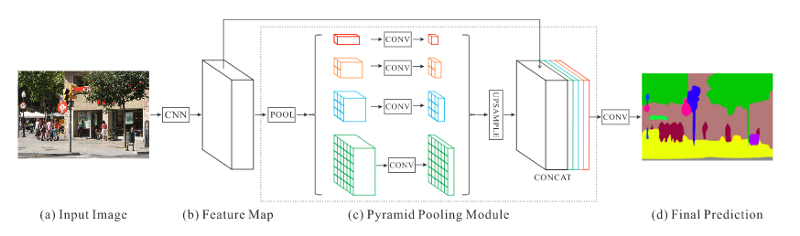 CNN
POOL
CONV
CONV
CONV
CONV
UPSAMPLE
CONCAT
CONV
(a) Input Image
(b) Feature Map
(c) Pyramid Pooling Module
(d) Final Prediction